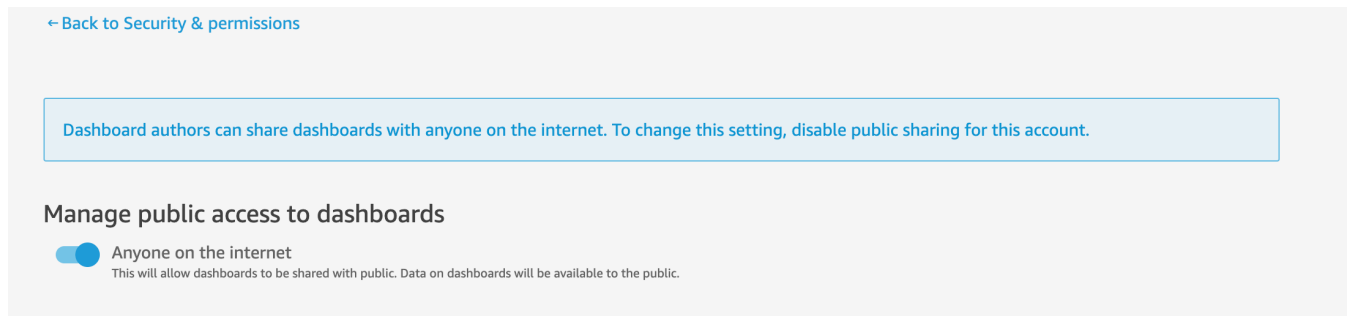 ←Back to Security & permissions
Dashboard authors can share dashboards with anyone on the internet. To change this setting, disable public sharing for this account.
Manage public access to dashboards
Anyone on the internet
This will allow dashboards to be shared with public. Data on dashboards will be available to the public.